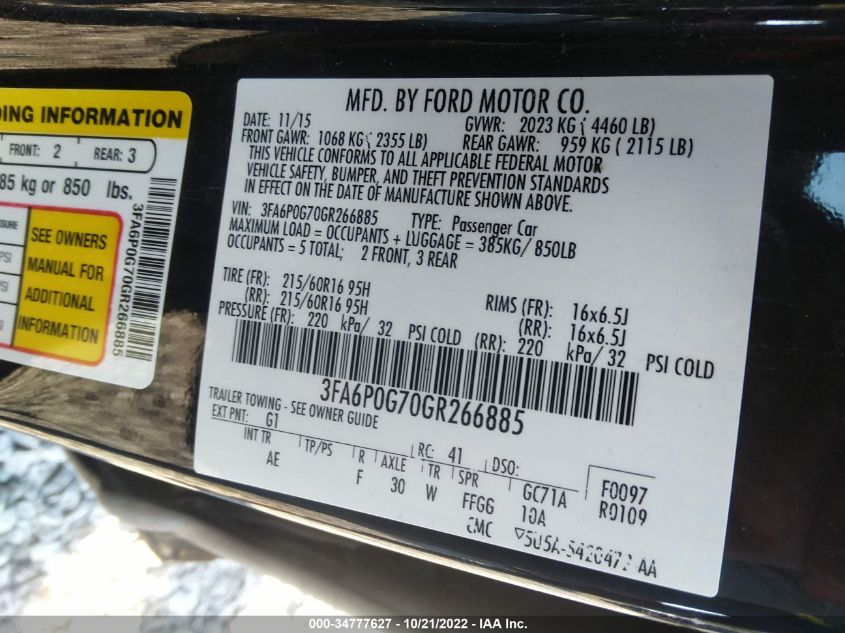 DING INFORMATION
FRONT: 2 REAR: 3
85 kg or 850 lbs.
SEE OWNERS
MANUAL FOR
ADDITIONAL
INFORMATION
PSI
PSI
3FA6P0G70GR266885
MFD. BY FORD MOTOR CO.
DATE: 11/15 GVWR: 2023 KG ( 4460 LB)
FRONT GAWR: 1068 KG ( 2355 LB) REAR GAWR: 959 KG ( 2115 LB)
THIS VEHICLE CONFORMS TO ALL APPLICABLE FEDERAL MOTOR
VEHICLE SAFETY, BUMPER, AND THEFT PREVENTION STANDARDS
IN EFFECT ON THE DATE OF MANUFACTURE SHOWN ABOVE.
VIN: 3FA6P0G70GR266885 TYPE: Passenger Car
MAXIMUM LOAD = OCCUPANTS + LUGGAGE = 385KG/ 850LB
OCCUPANTS = 5 TOTAL; 2 FRONT, 3 REAR
TIRE (FR): 215/60R16 95H RIMS (FR): 16x6.5J
(RR): 215/60R16 95H (RR): 16x6.5J
PRESSURE (FR): 220 kPa/ 32 PSI COLD (RR): 220 kPa/ 32 PSI COLD
3FA6P0G70GR266885
TRAILER TOWING - SEE OWNER GUIDE
EXT PNT: G1 RC: 41 DSO:
INT TR TP/PS R AXLE TR SPR GC71A F0097
AE F 30 W FFGG 10A R0109
CMC
000-34777627 - 10/21/2022 - IAA Inc.